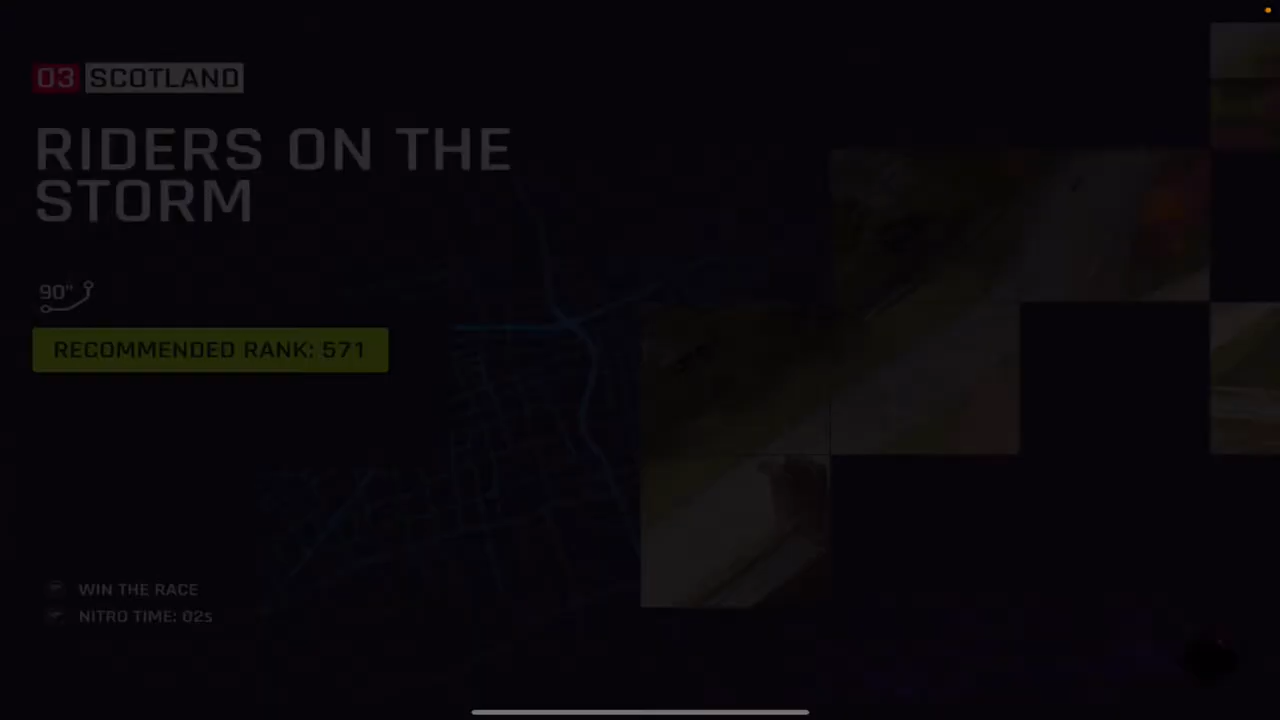 03 SCOTLAND
RIDERS ON THE
STORM
90"
RECOMMENDED RANK: 571
WIN THE RACE
NITRO TIME: 02s